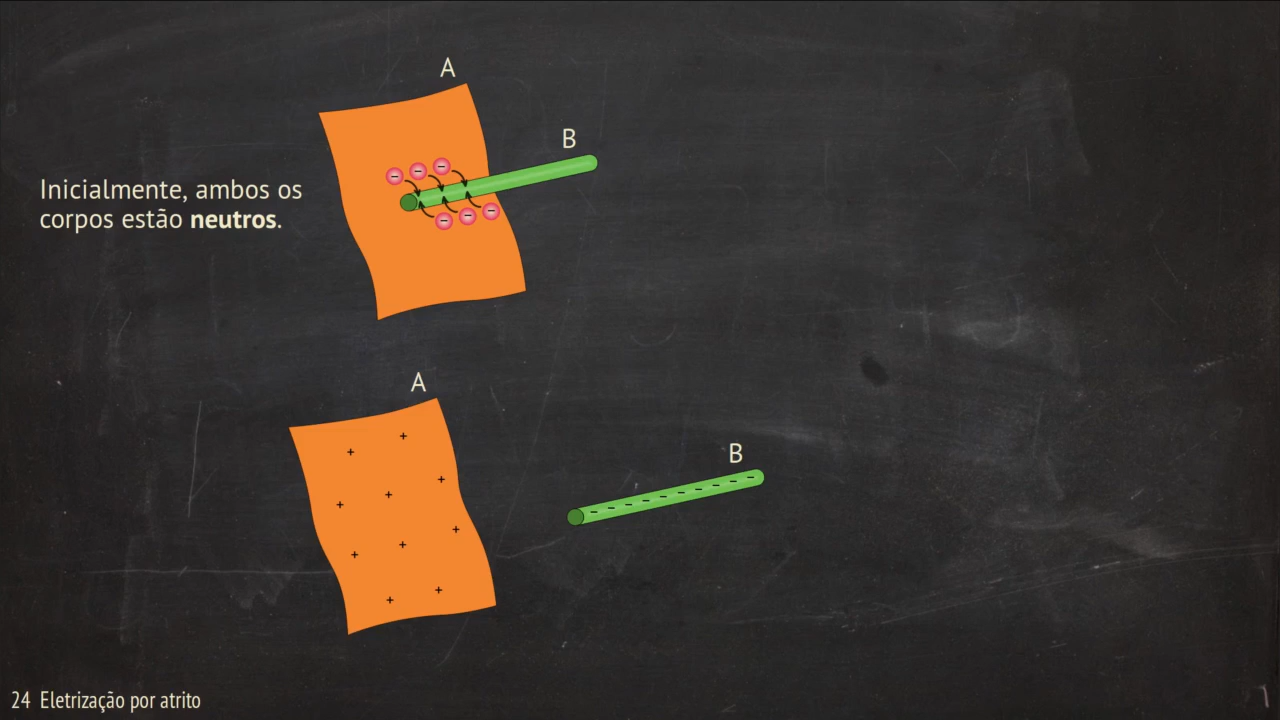 A
B
Inicialmente, ambos os
corpos estão neutros.
A
B
24 Eletrização por atrito